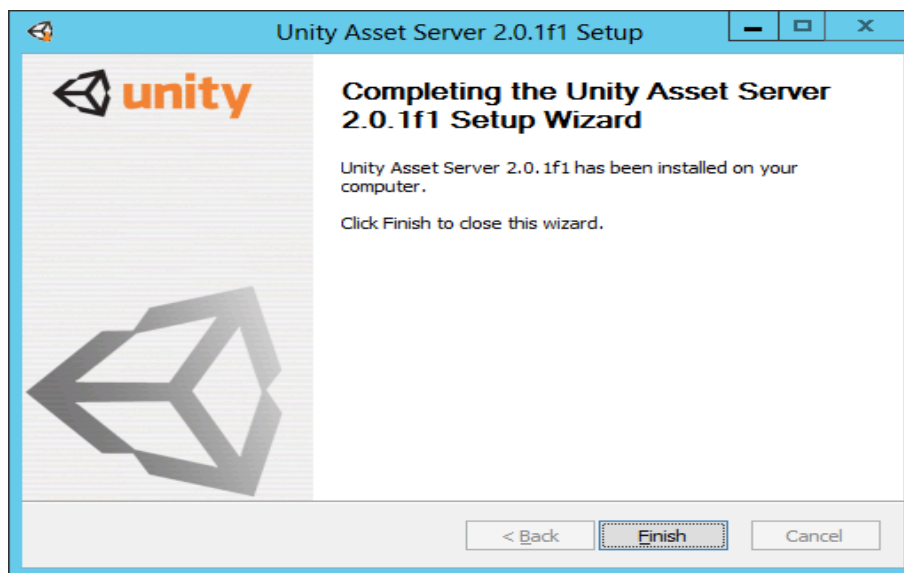 Unity Asset Server 2.0.1f1 Setup
unity
Completing the Unity Asset Server
2.0.1f1 Setup Wizard
Unity Asset Server 2.0.1f1 has been installed on your
computer.
Click Finish to close this wizard.
< Back Finish Cancel